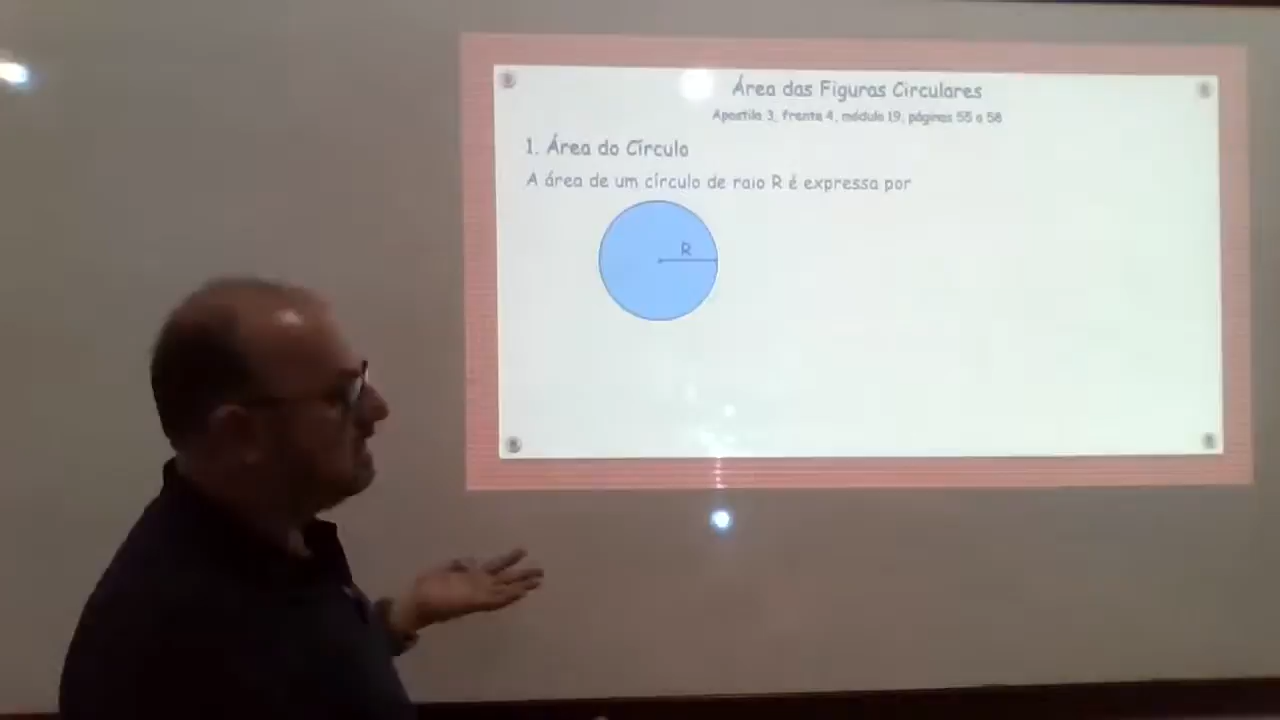 Área das Figuras Circulares
Apostila 3, frente 4, módulo 19, páginas 55 a 58
1. Área do Círculo
A área de um círculo de raio R é expressa por
R